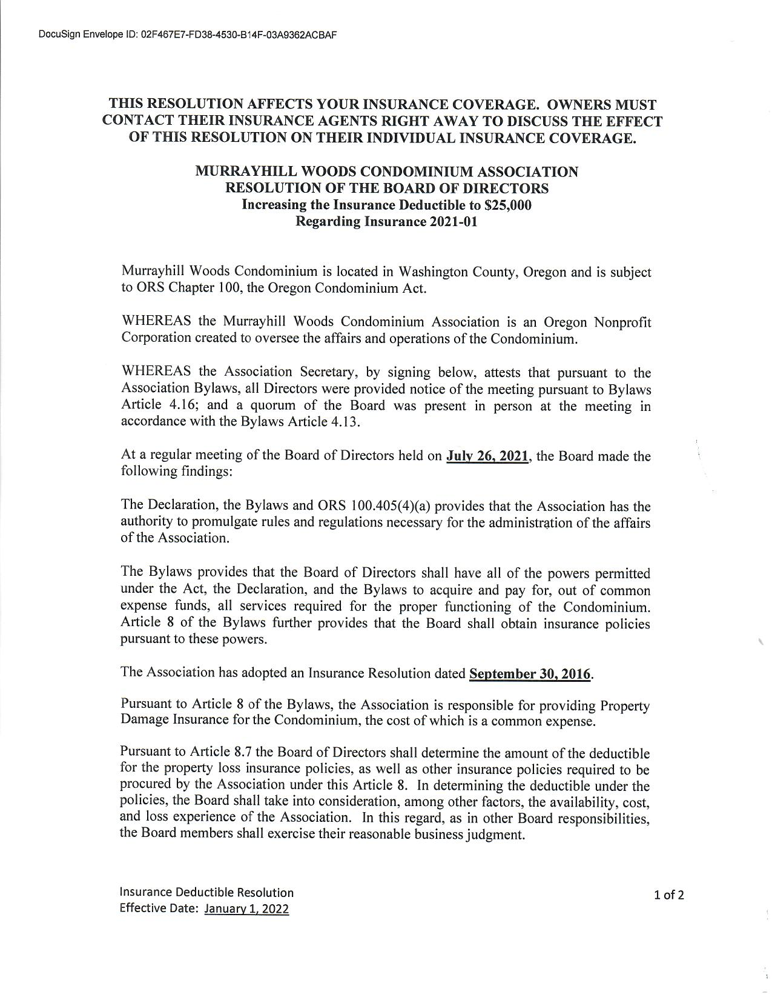 DocuSign Envelope ID: 02F467E7-FD38-4530-B14F-03A9362ACBAF
THIS RESOLUTION AFFECTS YOUR INSURANCE COVERAGE. OWNERS MUST
CONTACT THEIR INSURANCE AGENTS RIGHT AWAY TO DISCUSS THE EFFECT
OF THIS RESOLUTION ON THEIR INDIVIDUAL INSURANCE COVERAGE.
MURRAYHILL WOODS CONDOMINIUM ASSOCIATION
RESOLUTION OF THE BOARD OF DIRECTORS
Increasing the Insurance Deductible to $25,000
Regarding Insurance 2021-01
Murrayhill Woods Condominium is located in Washington County, Oregon and is subject
to ORS Chapter 100, the Oregon Condominium Act.
WHEREAS the Murrayhill Woods Condominium Association is an Oregon Nonprofit
Corporation created to oversee the affairs and operations of the Condominium.
WHEREAS the Association Secretary, by signing below, attests that pursuant to the
Association Bylaws, all Directors were provided notice of the meeting pursuant to Bylaws
Article 4.16; and a quorum of the Board was present in person at the meeting in
accordance with the Bylaws Article 4.13.
At a regular meeting of the Board of Directors held on July 26, 2021, the Board made the
following findings:
The Declaration, the Bylaws and ORS 100.405(4)(a) provides that the Association has the
authority to promulgate rules and regulations necessary for the administration of the affairs
of the Association.
The Bylaws provides that the Board of Directors shall have all of the powers permitted
under the Act, the Declaration, and the Bylaws to acquire and pay for, out of common
expense funds, all services required for the proper functioning of the Condominium.
Article 8 of the Bylaws further provides that the Board shall obtain insurance policies
pursuant to these powers.
The Association has adopted an Insurance Resolution dated September 30, 2016.
Pursuant to Article 8 of the Bylaws, the Association is responsible for providing Property
Damage Insurance for the Condominium, the cost of which is a common expense.
Pursuant to Article 8.7 the Board of Directors shall determine the amount of the deductible
for the property loss insurance policies, as well as other insurance policies required to be
procured by the Association under this Article 8. In determining the deductible under the
policies, the Board shall take into consideration, among other factors, the availability, cost,
and loss experience of the Association. In this regard, as in other Board responsibilities,
the Board members shall exercise their reasonable business judgment.
Insurance Deductible Resolution
1 of 2
Effective Date: January 1, 2022